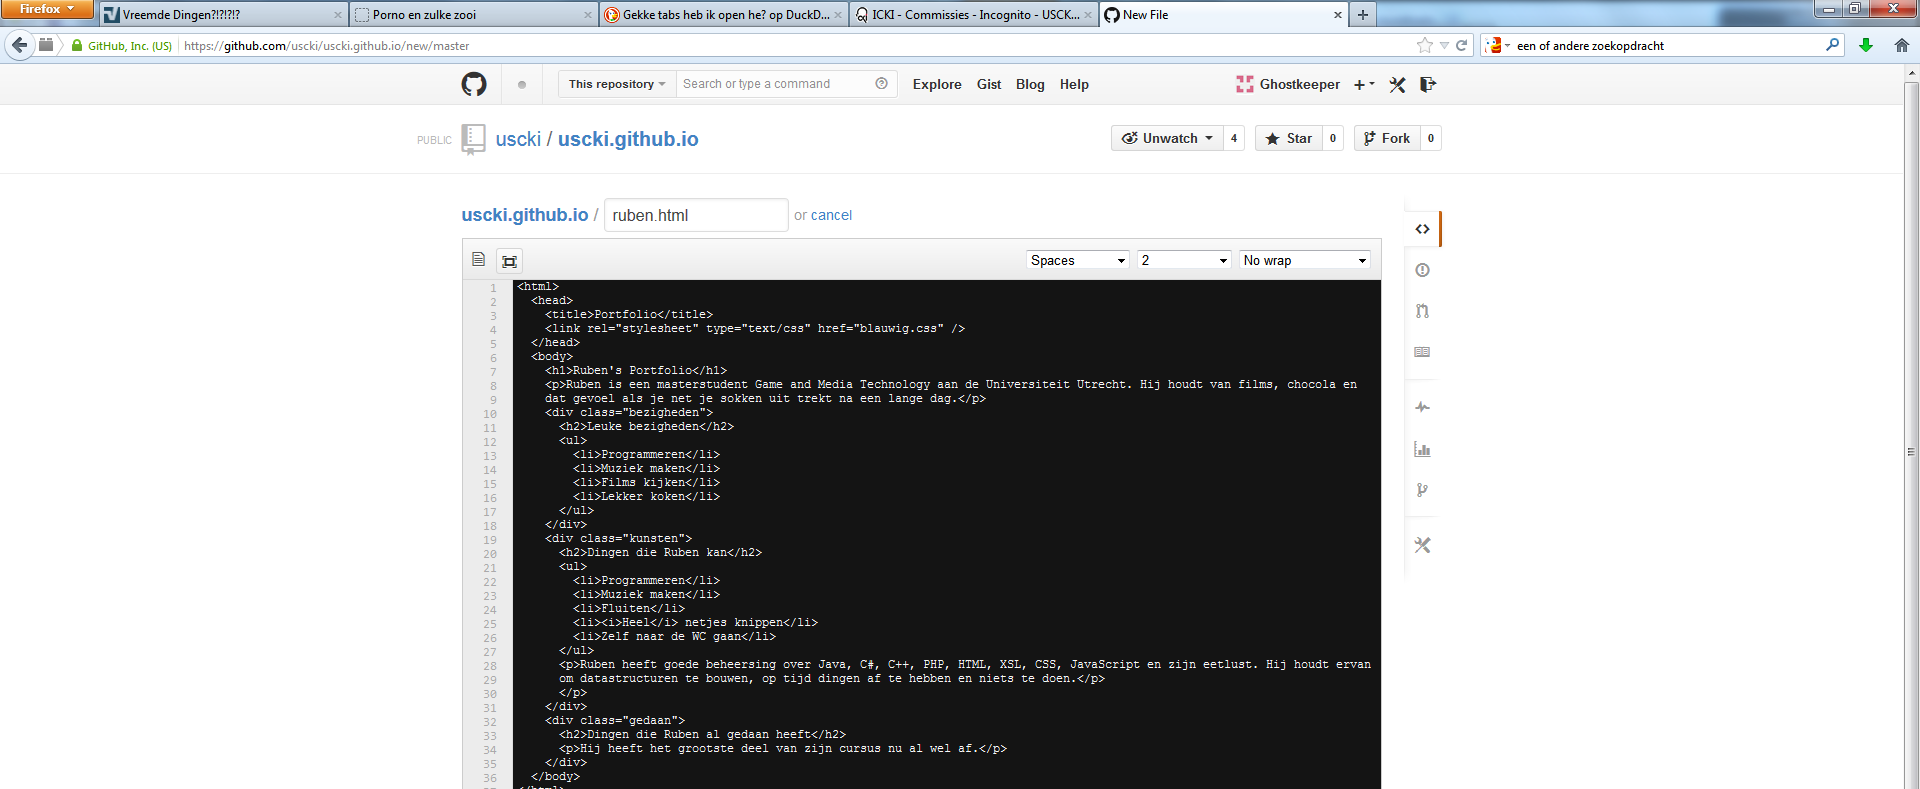 Firefox
Vreemde Dingen?!?!?!?
Porno en zulke zooi
Gekke tabs heb ik open he? op DuckD...
ICKI - Commissies - Incognito - USCK...
New File
GitHub, Inc. (US)
https://github.com/uscki/uscki.github.io/new/master
een of andere zoekopdracht
This repository
Search or type a command
Explore
Gist
Blog
Help
Ghostkeeper
PUBLIC
uscki / uscki.github.io
Unwatch
4
Star
0
Fork
0
uscki.github.io / ruben.html or cancel
Spaces
2
No wrap
1 <html>
2 <head>
3 <title>Portfolio</title>
4 <link rel="stylesheet" type="text/css" href="blauwig.css" />
5 </head>
6 <body>
7 <h1>Ruben's Portfolio</h1>
8 <p>Ruben is een masterstudent Game and Media Technology aan de Universiteit Utrecht. Hij houdt van films, chocola en
9 dat gevoel als je net je sokken uit trekt na een lange dag.</p>
10 <div class="bezigheden">
11 <h2>Leuke bezigheden</h2>
12 <ul>
13 <li>Programmeren</li>
14 <li>Muziek maken</li>
15 <li>Films kijken</li>
16 <li>Lekker koken</li>
17 </ul>
18 </div>
19 <div class="kunsten">
20 <h2>Dingen die Ruben kan</h2>
21 <ul>
22 <li>Programmeren</li>
23 <li>Muziek maken</li>
24 <li>Fluiten</li>
25 <li><i>Heel</i> netjes knippen</li>
26 <li>Zelf naar de WC gaan</li>
27 </ul>
28 <p>Ruben heeft goede beheersing over Java, C#, C++, PHP, HTML, XSL, CSS, JavaScript en zijn eetlust. Hij houdt ervan
29 om datastructuren te bouwen, op tijd dingen af te hebben en niets te doen.</p>
30 </p>
31 </div>
32 <div class="gedaan">
33 <h2>Dingen die Ruben al gedaan heeft</h2>
34 <p>Hij heeft het grootste deel van zijn cursus nu al wel af.</p>
35 </div>
36 </body>
</html>